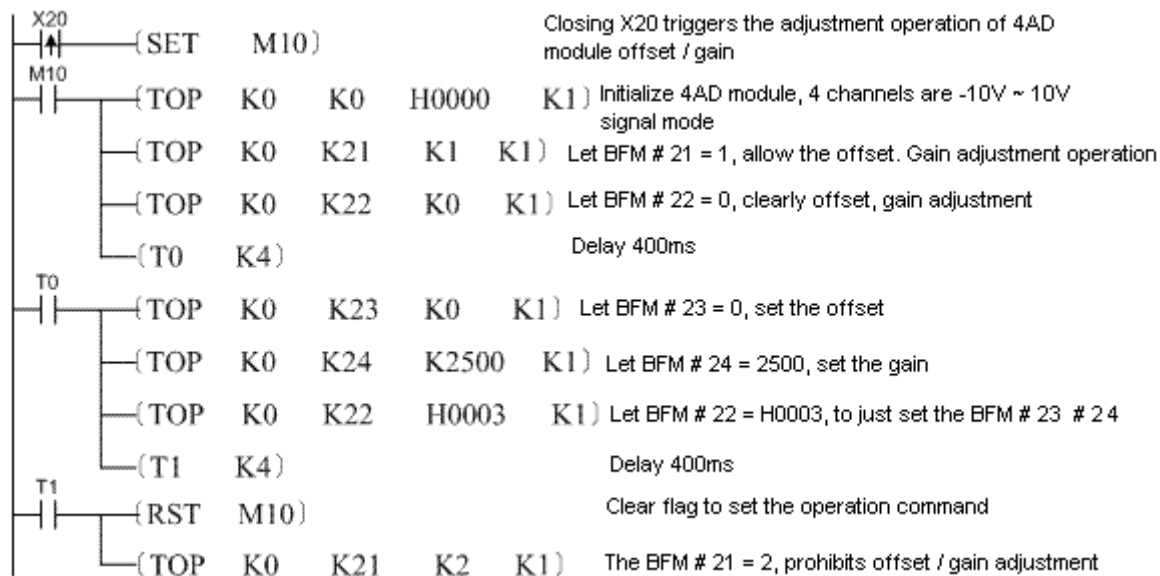 X20
(SET M10)
Closing X20 triggers the adjustment operation of 4AD
module offset / gain
M10
(TOP K0 K0 H0000 K1) Initialize 4AD module, 4 channels are -10V ~ 10V
signal mode
(TOP K0 K21 K1 K1) Let BFM # 21 = 1, allow the offset. Gain adjustment operation
(TOP K0 K22 K0 K1) Let BFM # 22 = 0, clearly offset, gain adjustment
(T0 K4) Delay 400ms
T0
(TOP K0 K23 K0 K1) Let BFM # 23 = 0, set the offset
(TOP K0 K24 K2500 K1) Let BFM # 24 = 2500, set the gain
(TOP K0 K22 H0003 K1) Let BFM # 22 = H0003, to just set the BFM # 23 # 2 4
(T1 K4) Delay 400ms
T1
(RST M10) Clear flag to set the operation command
(TOP K0 K21 K2 K1) The BFM # 21 = 2, prohibits offset / gain adjustment